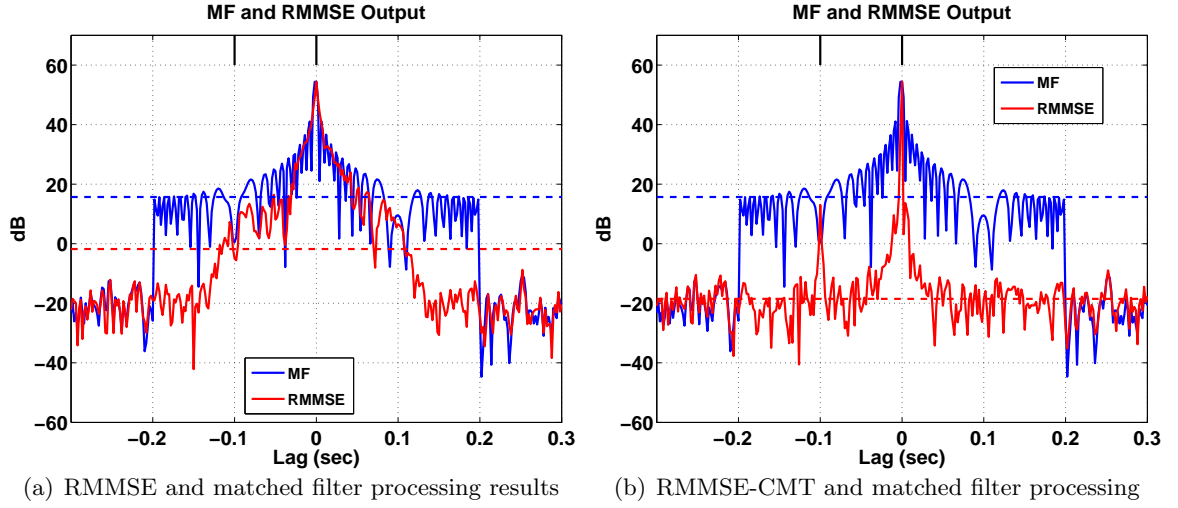 MF and RMMSE Output
60
40
20
0
−20
−40
−60
dB
−0.2 −0.1 0 0.1 0.2 0.3
Lag (sec)
MF
RMMSE
(a) RMMSE and matched filter processing results
MF and RMMSE Output
60
40
20
0
−20
−40
−60
dB
−0.2 −0.1 0 0.1 0.2 0.3
Lag (sec)
MF
RMMSE
(b) RMMSE-CMT and matched filter processing